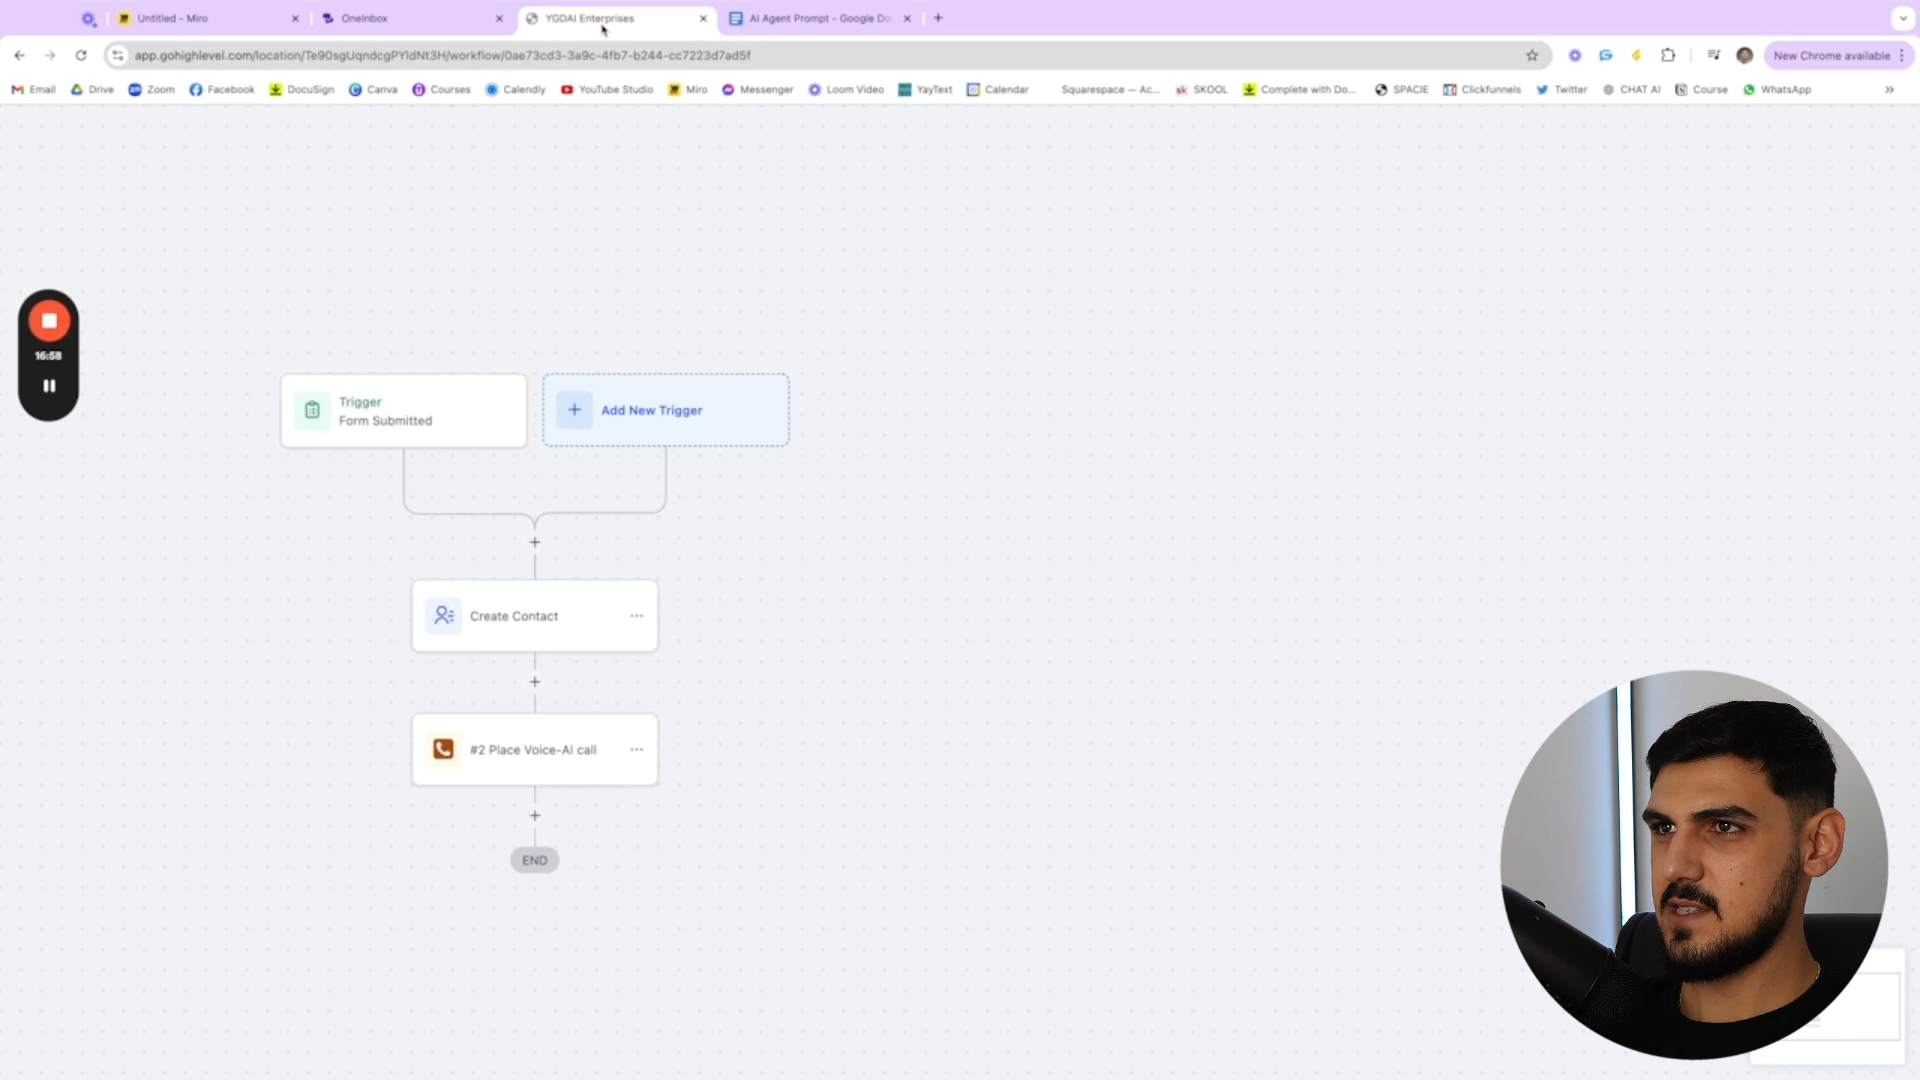 Untitled - Miro
OneInbox
YGDAI Enterprises
AI Agent Prompt - Google Do
app.gohighlevel.com/location/Te90sgUqndcgPYldNt3H/workflow/0ae73cd3-3a9c-4fb7-b244-cc7223d7ad5f
New Chrome available
Email Drive Zoom Facebook DocuSign Canva Courses Calendly YouTube Studio Miro Messenger Loom Video YayText Calendar Squarespace — Ac... SKOOL Complete with Do... SPACIE Clickfunnels Twitter CHAT AI Course WhatsApp
16:58
Trigger
Form Submitted
Add New Trigger
Create Contact
#2 Place Voice-AI call
END